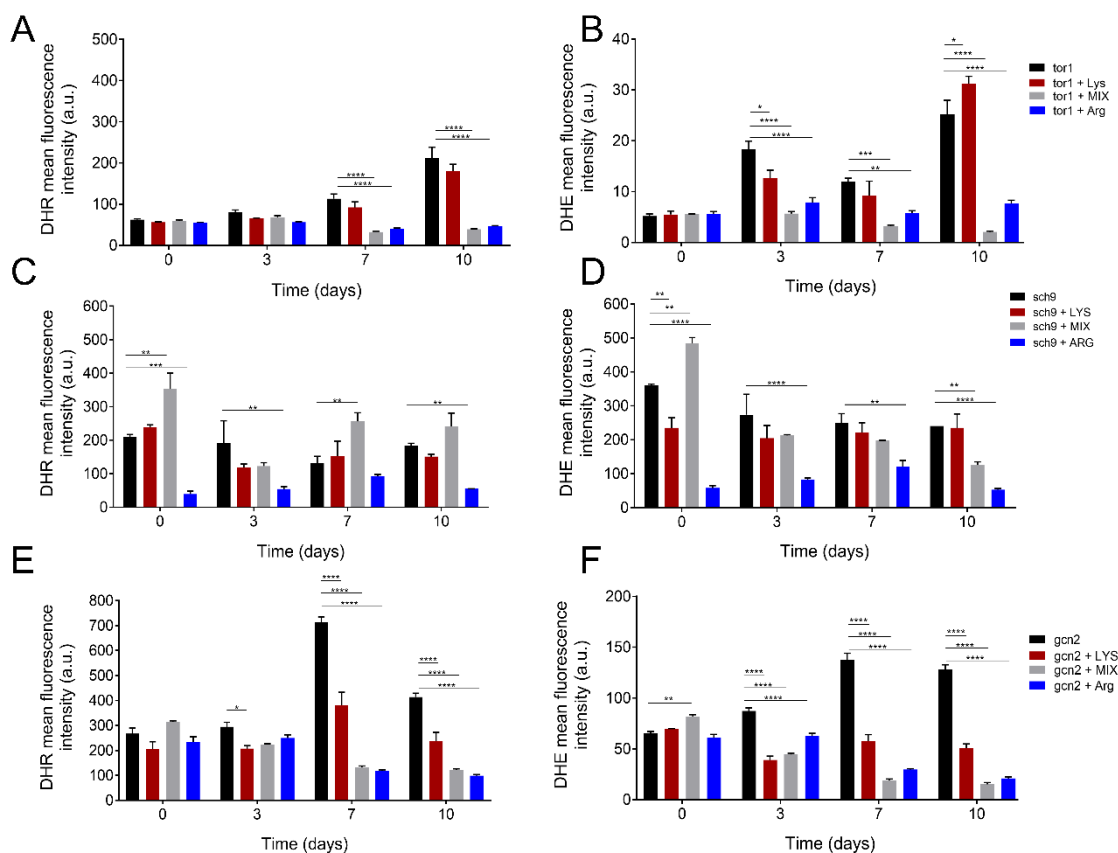 A
DHR mean fluorescence
intensity (a.u.)
500
400
300
200
100
0
**** 
****
****
****
0 3 7 10
Time (days)
B
DHE mean fluorescence
intensity (a.u.)
40
30
20
10
0
*
****
****
***
**
*
****
****
0 3 7 10
Time (days)
tor1
tor1 + Lys
tor1 + MIX
tor1 + Arg
C
DHR mean fluorescence
intensity (a.u.)
600
500
400
300
200
100
0
**
***
**
**
**
0 3 7 10
Time (days)
D
DHE mean fluorescence
intensity (a.u.)
600
500
400
300
200
100
0
**
**
****
****
**
**
****
0 3 7 10
Time (days)
sch9
sch9 + LYS
sch9 + MIX
sch9 + ARG
E
DHR mean fluorescence
intensity (a.u.)
800
700
600
500
400
300
200
100
0
*
****
****
****
****
****
****
0 3 7 10
Time (days)
F
DHE mean fluorescence
intensity (a.u.)
200
150
100
50
0
**
****
****
****
****
****
****
****
****
****
0 3 7 10
Time (days)
gcn2
gcn2 + LYS
gcn2 + MIX
gcn2 + Arg